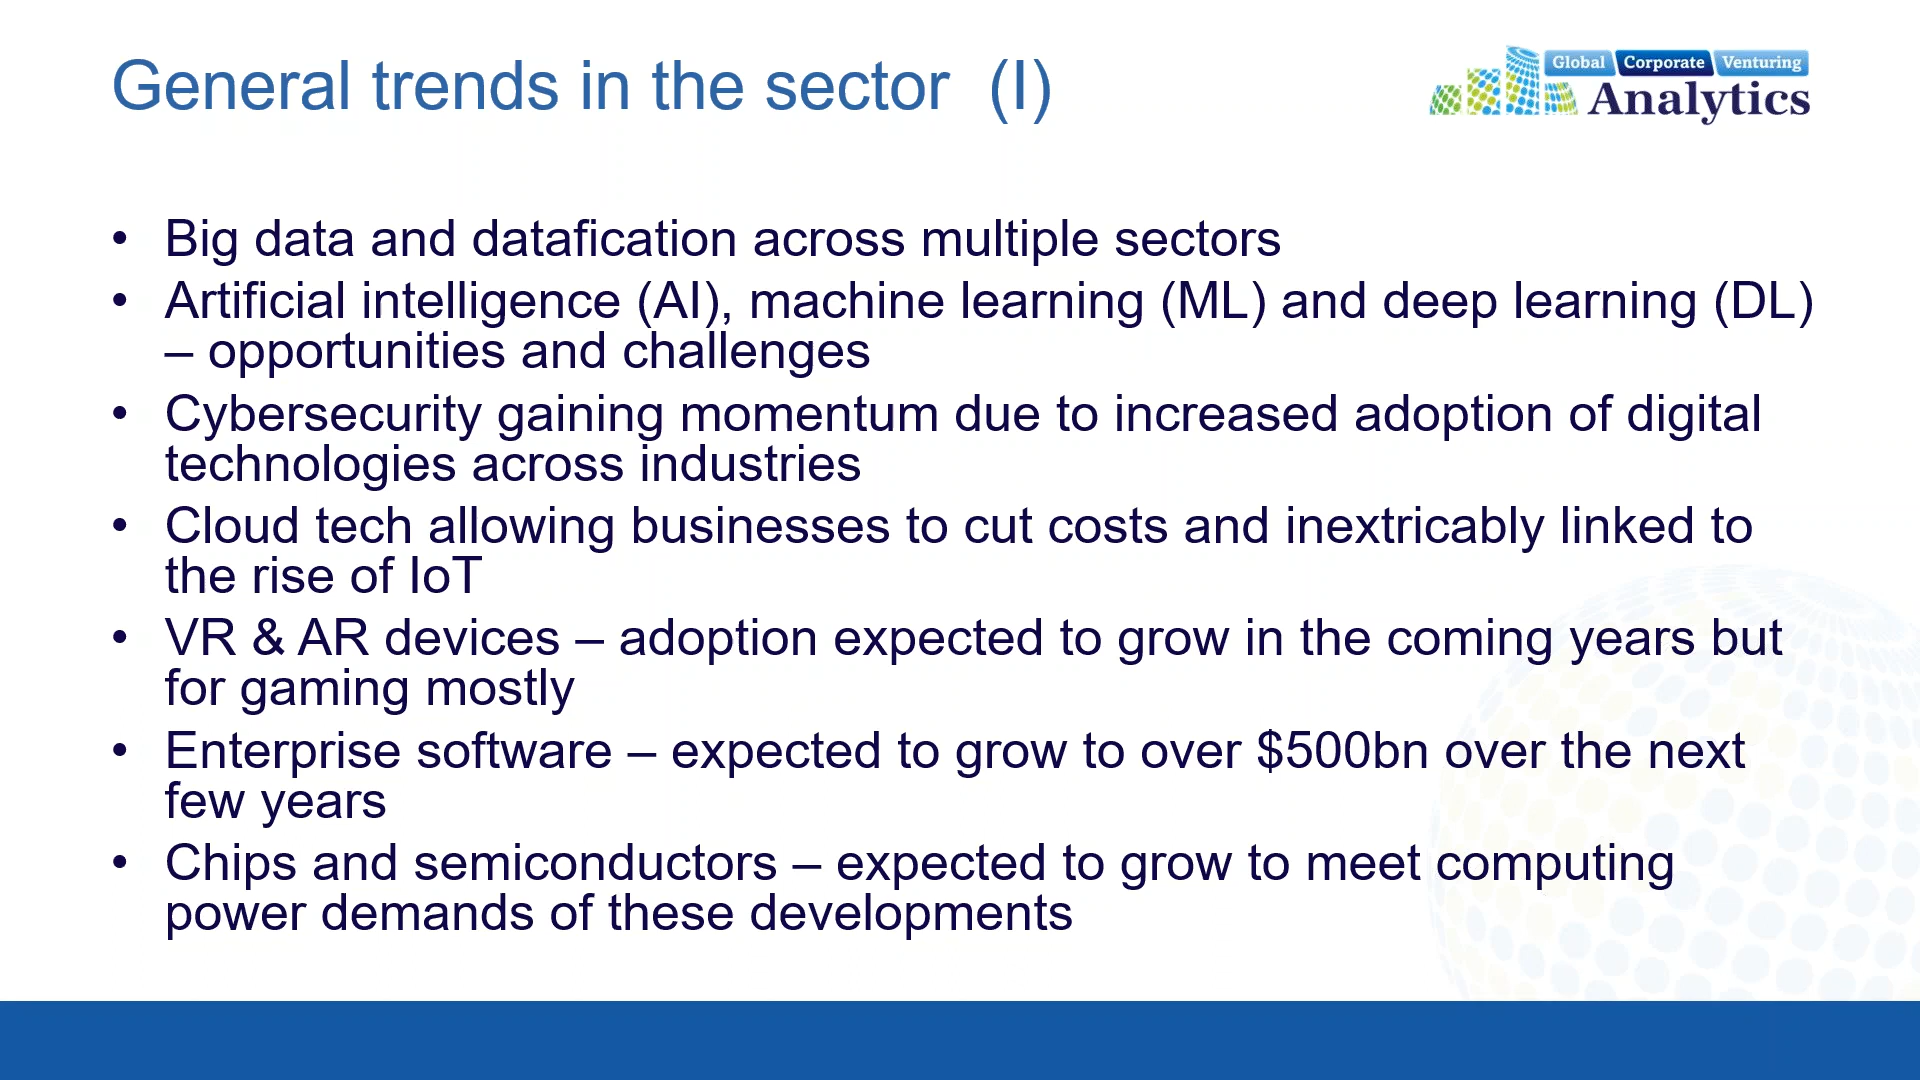 General trends in the sector (I)
Global Corporate Venturing
Analytics
• Big data and datafication across multiple sectors
• Artificial intelligence (AI), machine learning (ML) and deep learning (DL)
– opportunities and challenges
• Cybersecurity gaining momentum due to increased adoption of digital
technologies across industries
• Cloud tech allowing businesses to cut costs and inextricably linked to
the rise of IoT
• VR & AR devices – adoption expected to grow in the coming years but
for gaming mostly
• Enterprise software – expected to grow to over $500bn over the next
few years
• Chips and semiconductors – expected to grow to meet computing
power demands of these developments